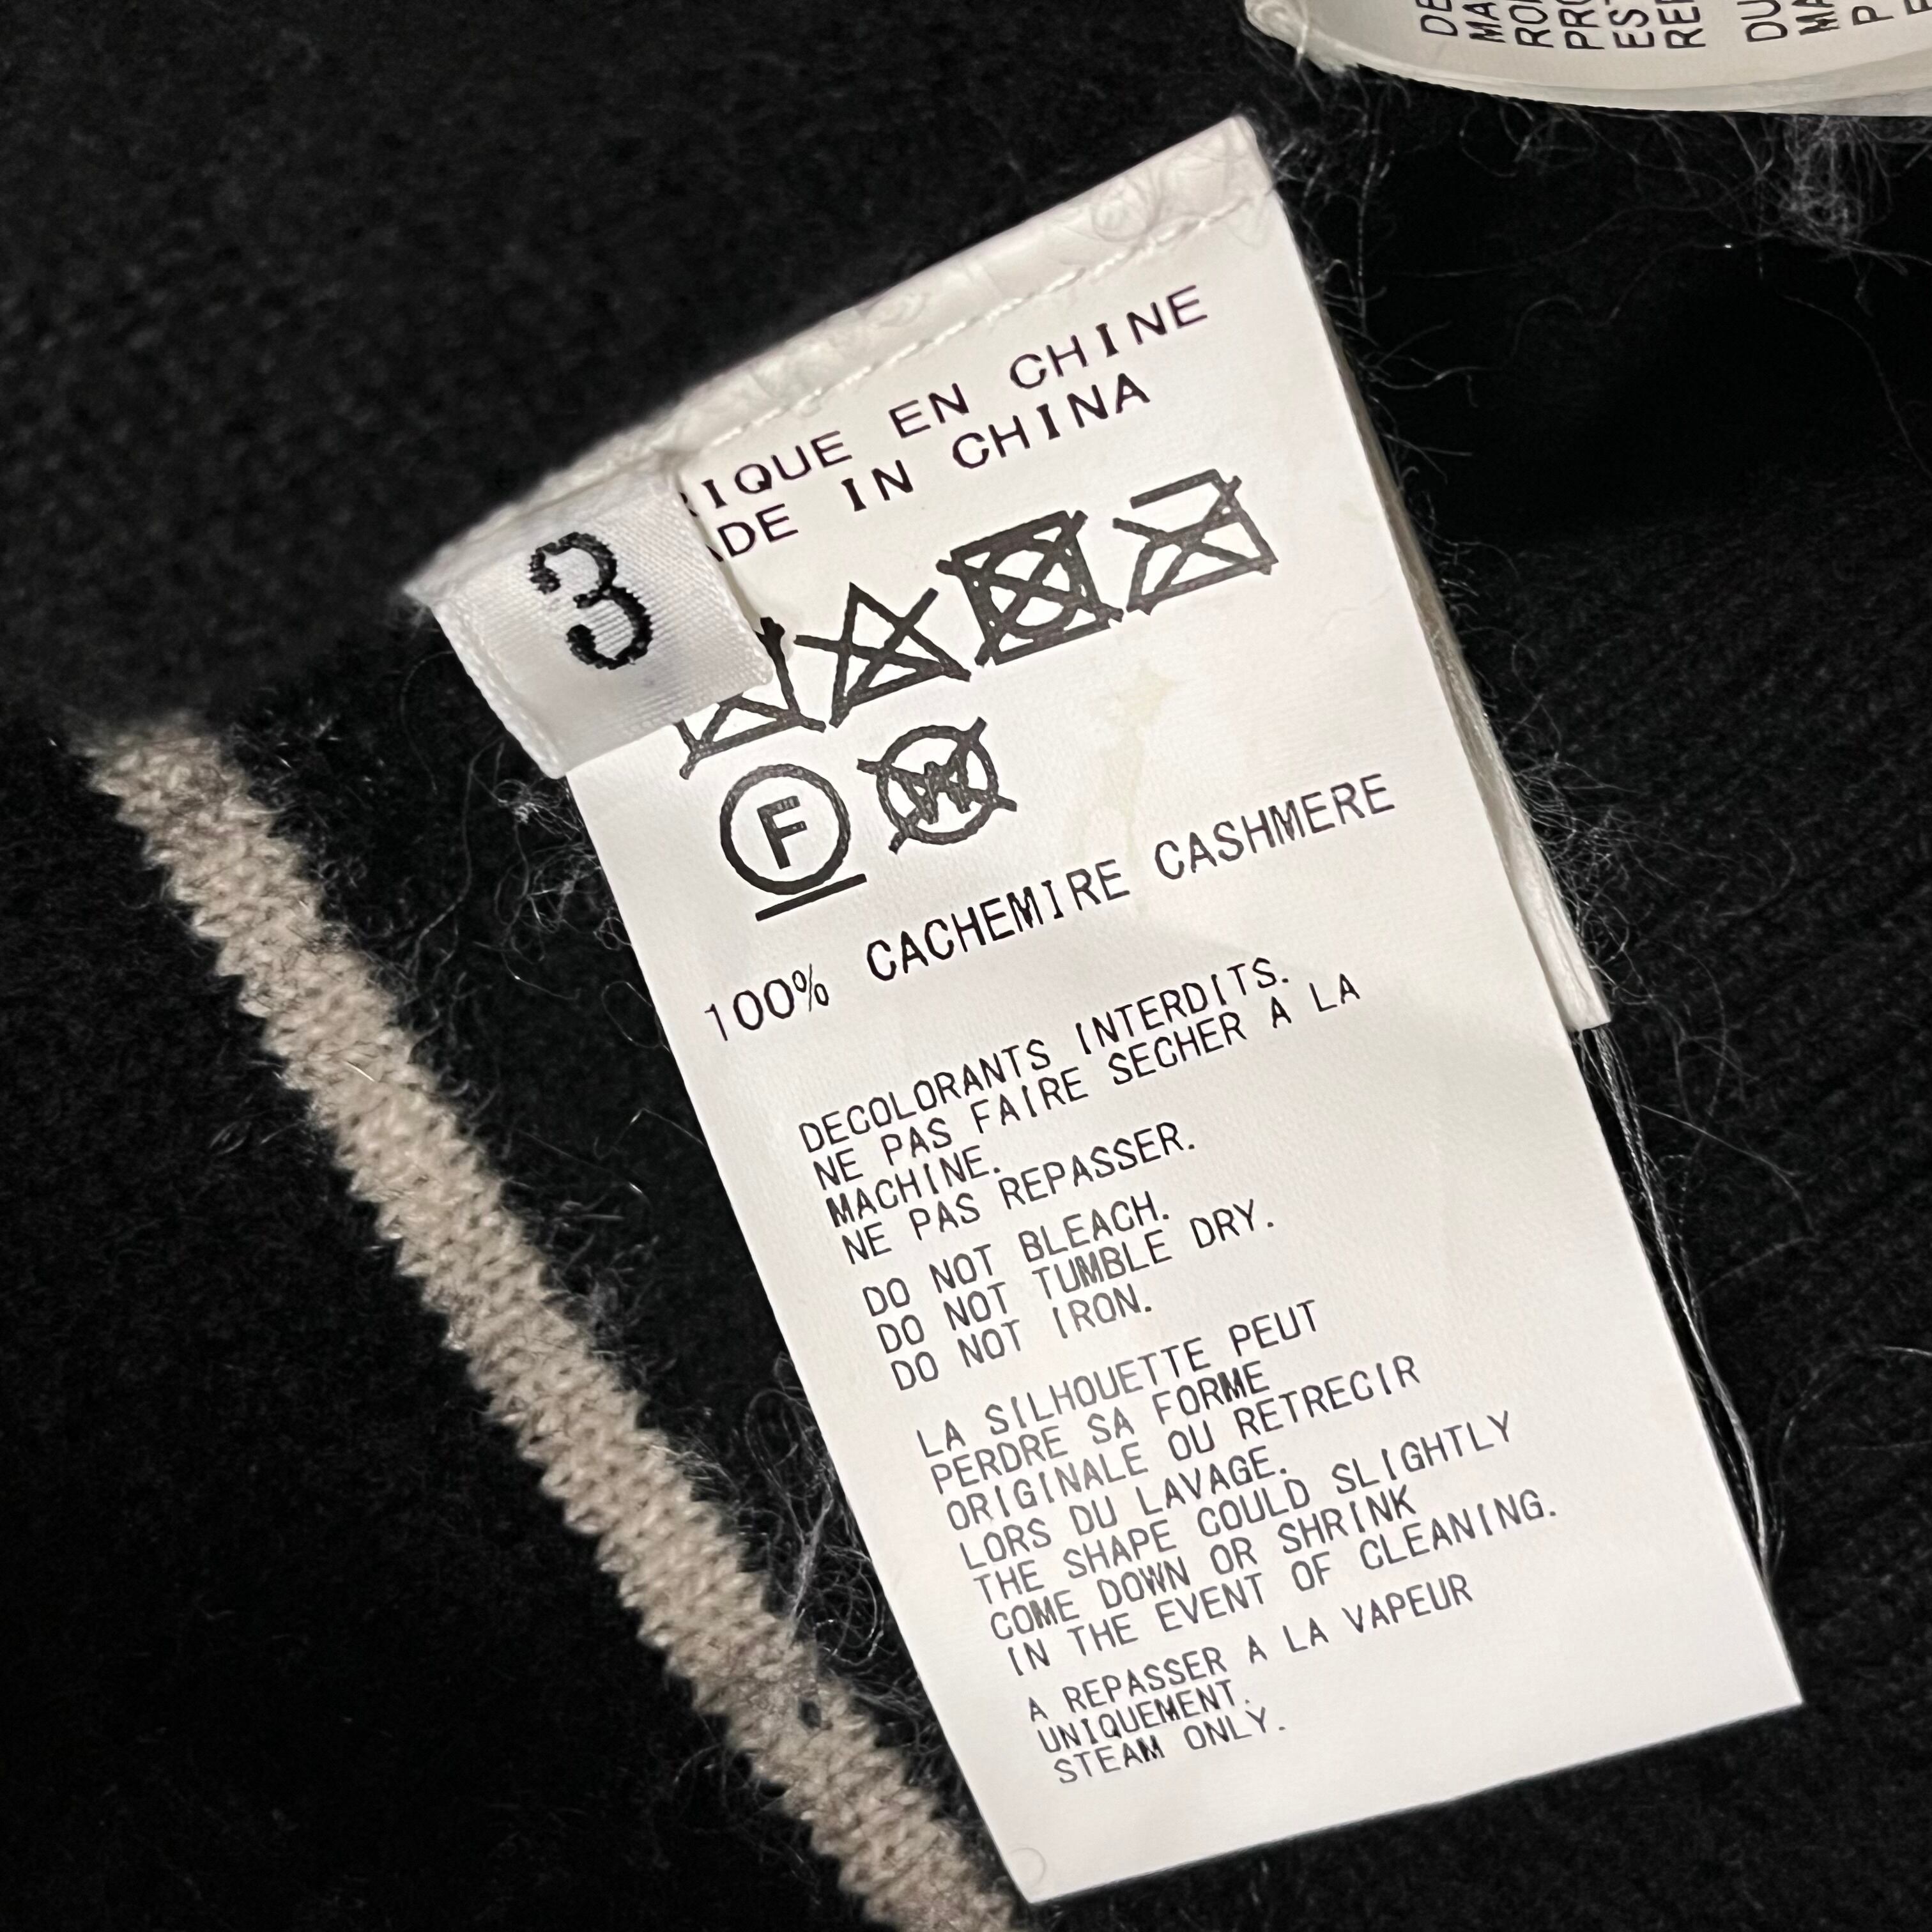 EN CHINE
IN CHINA
3
F
W
100% CACHEMIRE CASHMERE
DECOLORANTS INTERDITS.
NE PAS FAIRE SECHER A LA
MACHINE.
NE PAS REPASSER.
DO NOT BLEACH.
DO NOT TUMBLE DRY.
DO NOT IRON.
LA SILHOUETTE PEUT
PERDRE SA FORME
ORIGINALE OU RETRECIR
LORS DU LAVAGE.
THE SHAPE COULD SLIGHTLY
COME DOWN OR SHRINK
IN THE EVENT OF CLEANING.
A REPASSER A LA VAPEUR
UNIQUEMENT.
STEAM ONLY.